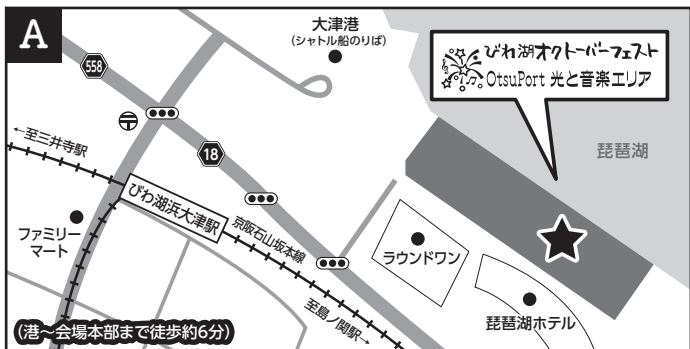 A
大津港
(シャトル船のりば)
びわ湖オクトーバーフェスト
OtsuPort 光と音楽エリア
558
琵琶湖
←至三井寺駅
18
びわ湖浜大津駅
ファミリー
マート
京阪石山坂本線
ラウンドワン
至島ノ関駅→
琵琶湖ホテル
(港~会場本部まで徒歩約6分)